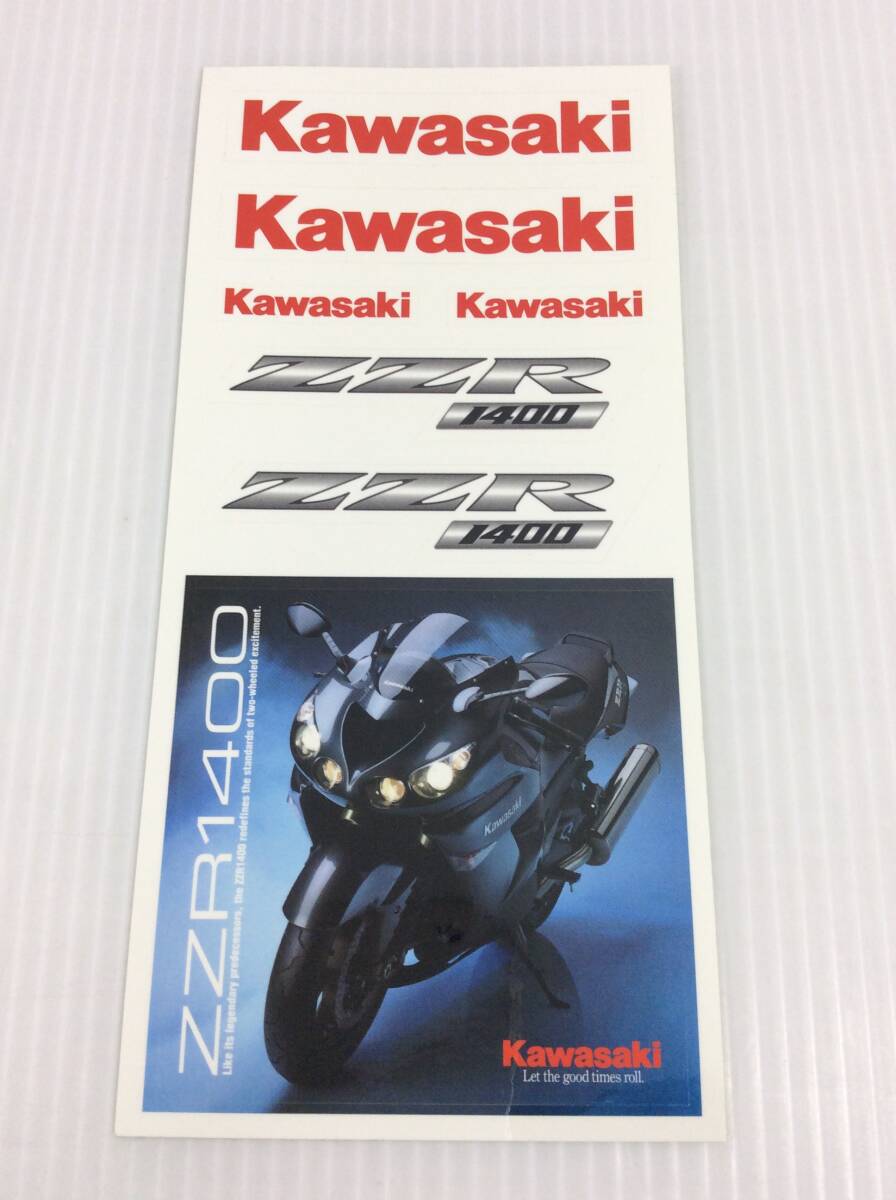 Kawasaki
Kawasaki
Kawasaki Kawasaki
ZZR
1400
ZZR
1400
ZZR1400
Like its legendary predecessors, the ZZR1400 redefines the standards of two-wheeled excitement.
Kawasaki
ZZR
Kawasaki
Let the good times roll.